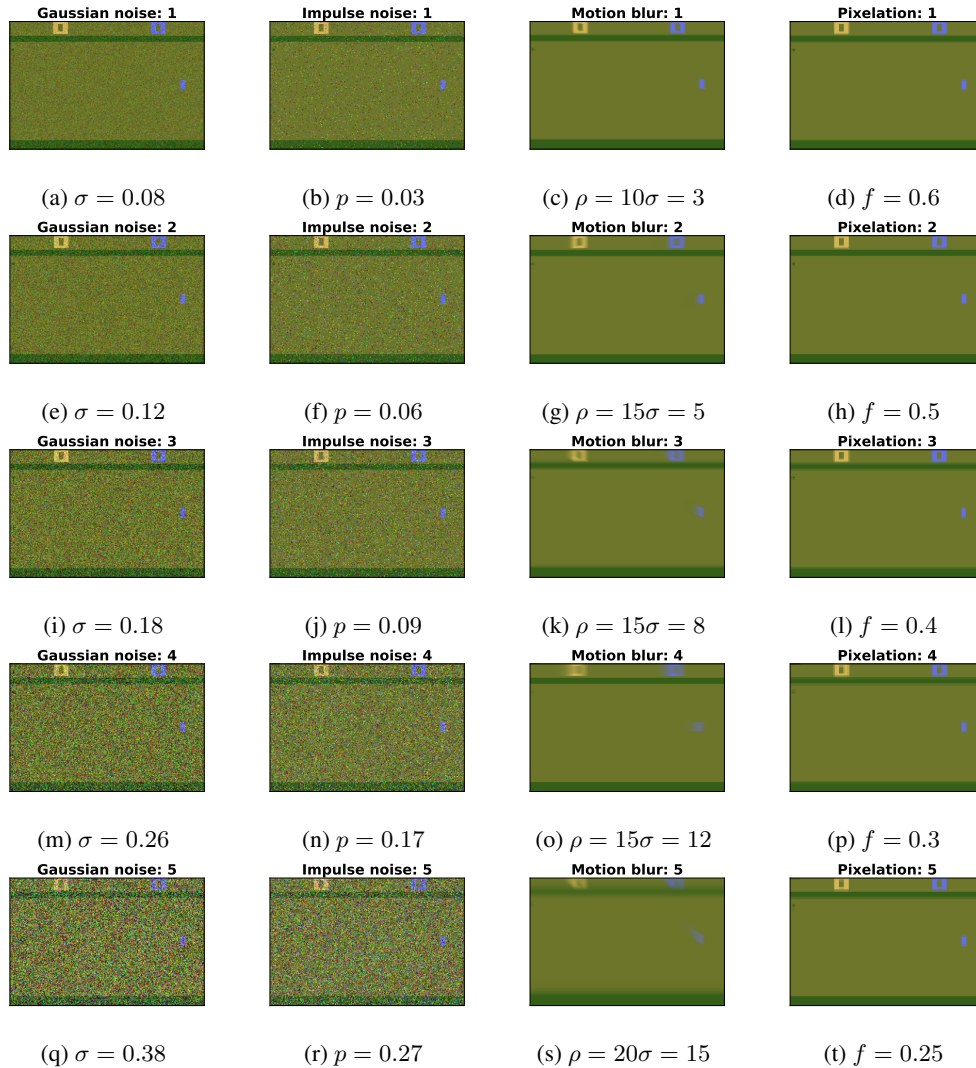 Gaussian noise: 1 Impulse noise: 1 Motion blur: 1 Pixelation: 1
(a) σ = 0.08 (b) p = 0.03 (c) ρ = 10σ = 3 (d) f = 0.6
Gaussian noise: 2 Impulse noise: 2 Motion blur: 2 Pixelation: 2
(e) σ = 0.12 (f) p = 0.06 (g) ρ = 15σ = 5 (h) f = 0.5
Gaussian noise: 3 Impulse noise: 3 Motion blur: 3 Pixelation: 3
(i) σ = 0.18 (j) p = 0.09 (k) ρ = 15σ = 8 (l) f = 0.4
Gaussian noise: 4 Impulse noise: 4 Motion blur: 4 Pixelation: 4
(m) σ = 0.26 (n) p = 0.17 (o) ρ = 15σ = 12 (p) f = 0.3
Gaussian noise: 5 Impulse noise: 5 Motion blur: 5 Pixelation: 5
(q) σ = 0.38 (r) p = 0.27 (s) ρ = 20σ = 15 (t) f = 0.25